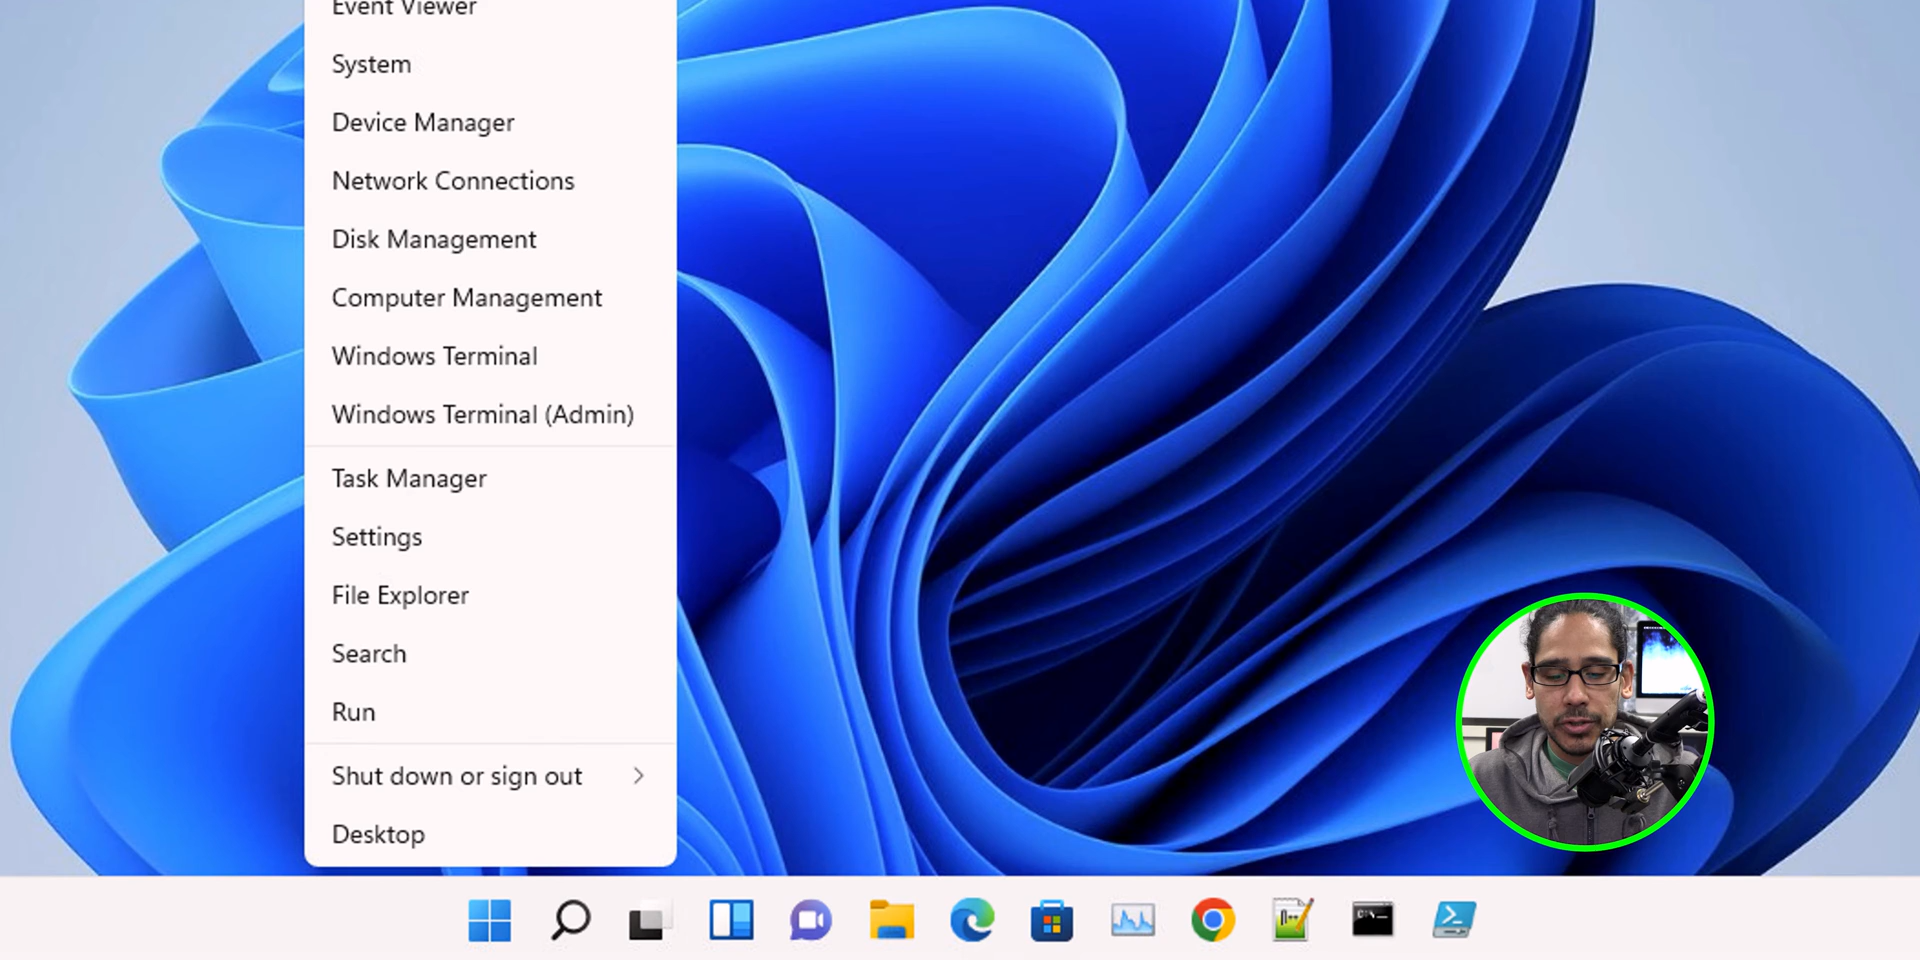 Event Viewer
System
Device Manager
Network Connections
Disk Management
Computer Management
Windows Terminal
Windows Terminal (Admin)
Task Manager
Settings
File Explorer
Search
Run
Shut down or sign out
Desktop